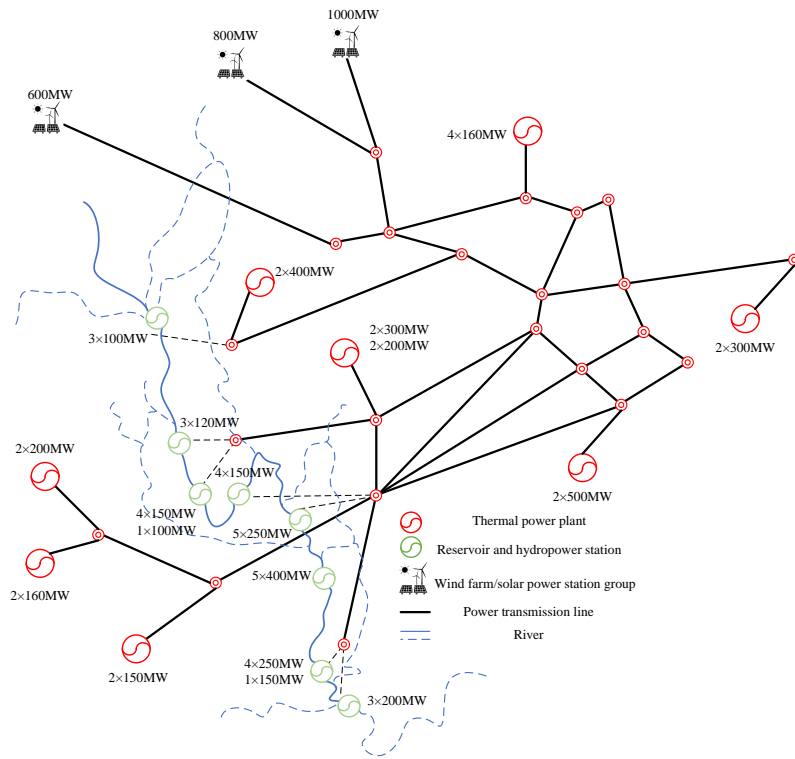 1000MW
800MW
600MW
4×160MW
2×400MW
3×100MW
2×300MW
2×200MW
2×300MW
3×120MW
2×200MW
4×150MW
4×150MW
1×100MW
5×250MW
2×500MW
Thermal power plant
Reservoir and hydropower station
2×160MW
5×400MW
Wind farm/solar power station group
Power transmission line
River
2×150MW
4×250MW
1×150MW
3×200MW